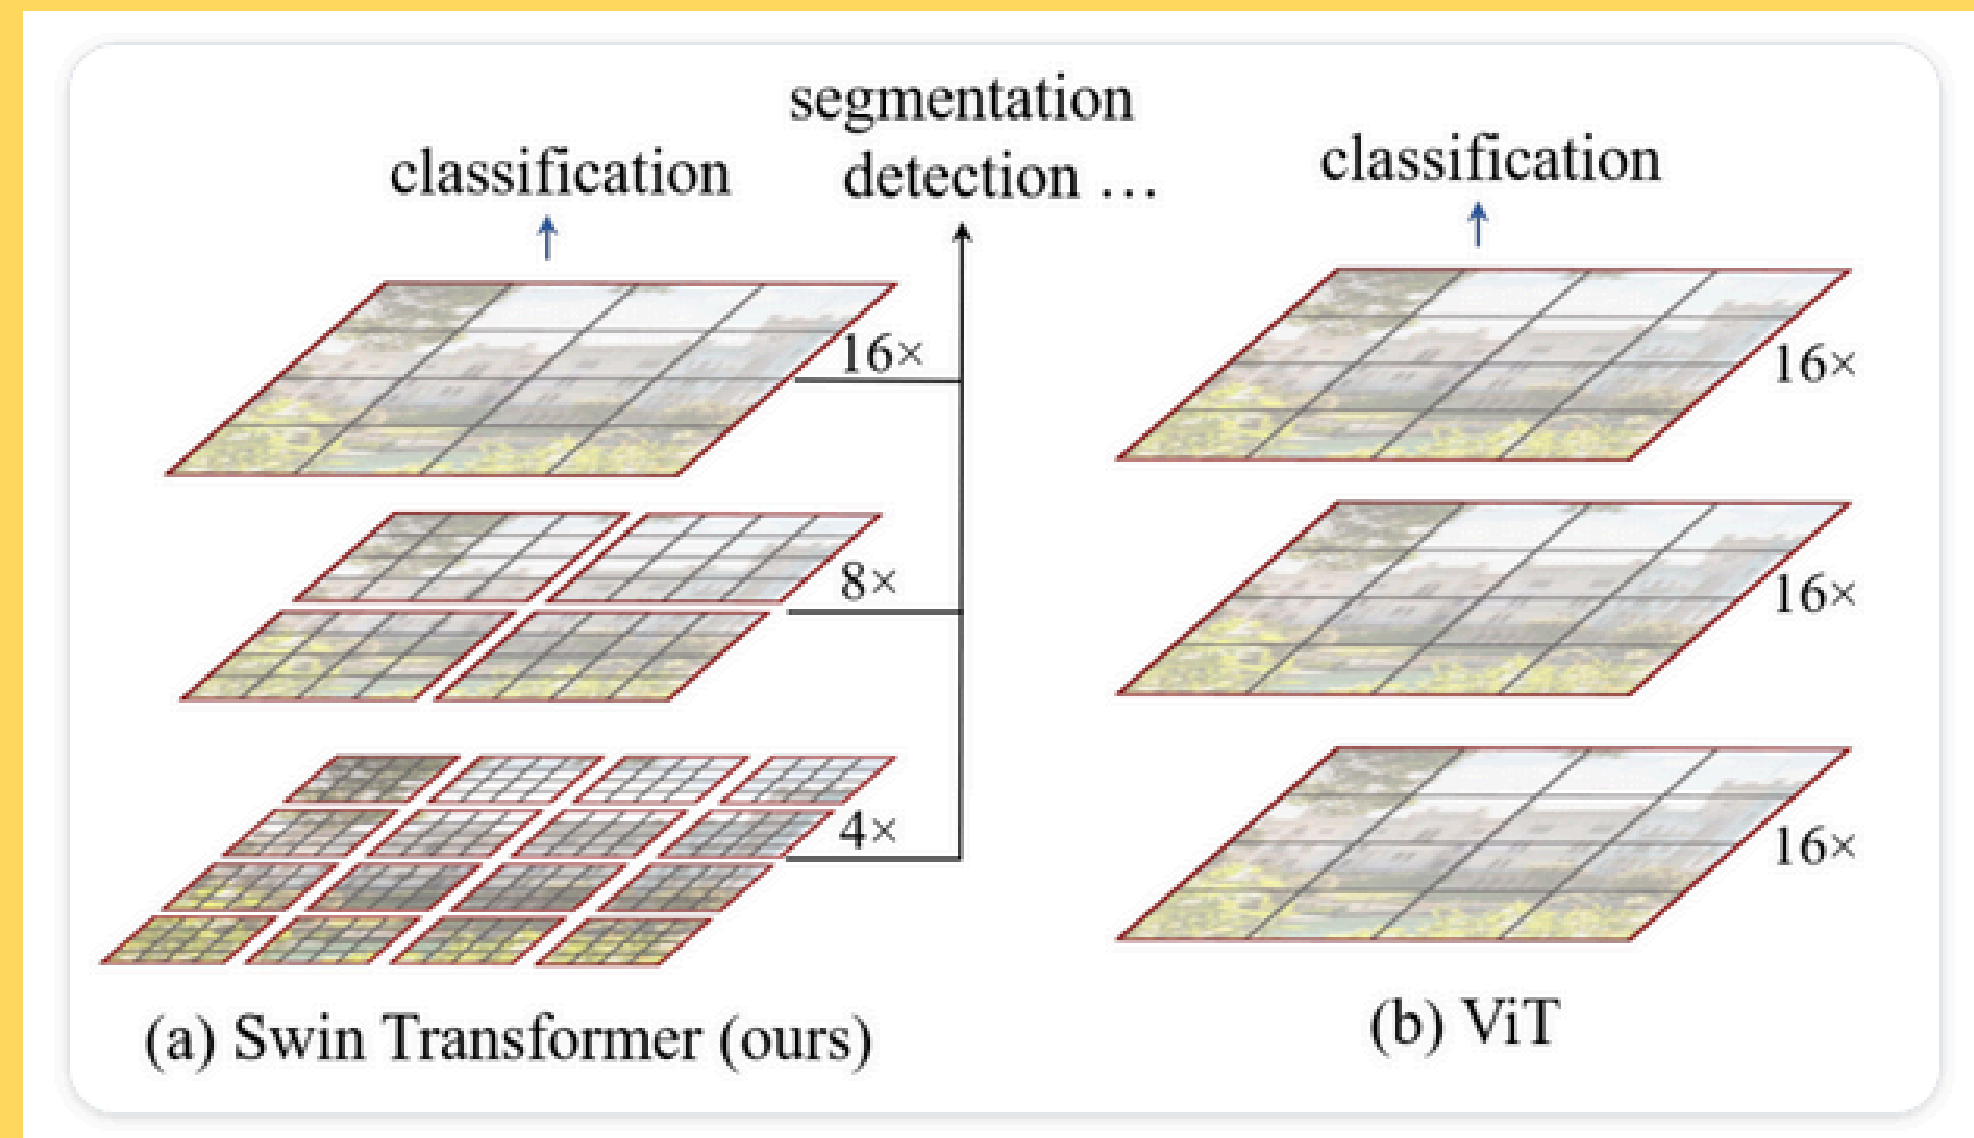 segmentation
detection ...
classification
16×
8×
4×
(a) Swin Transformer (ours)
classification
16×
16×
16×
(b) ViT